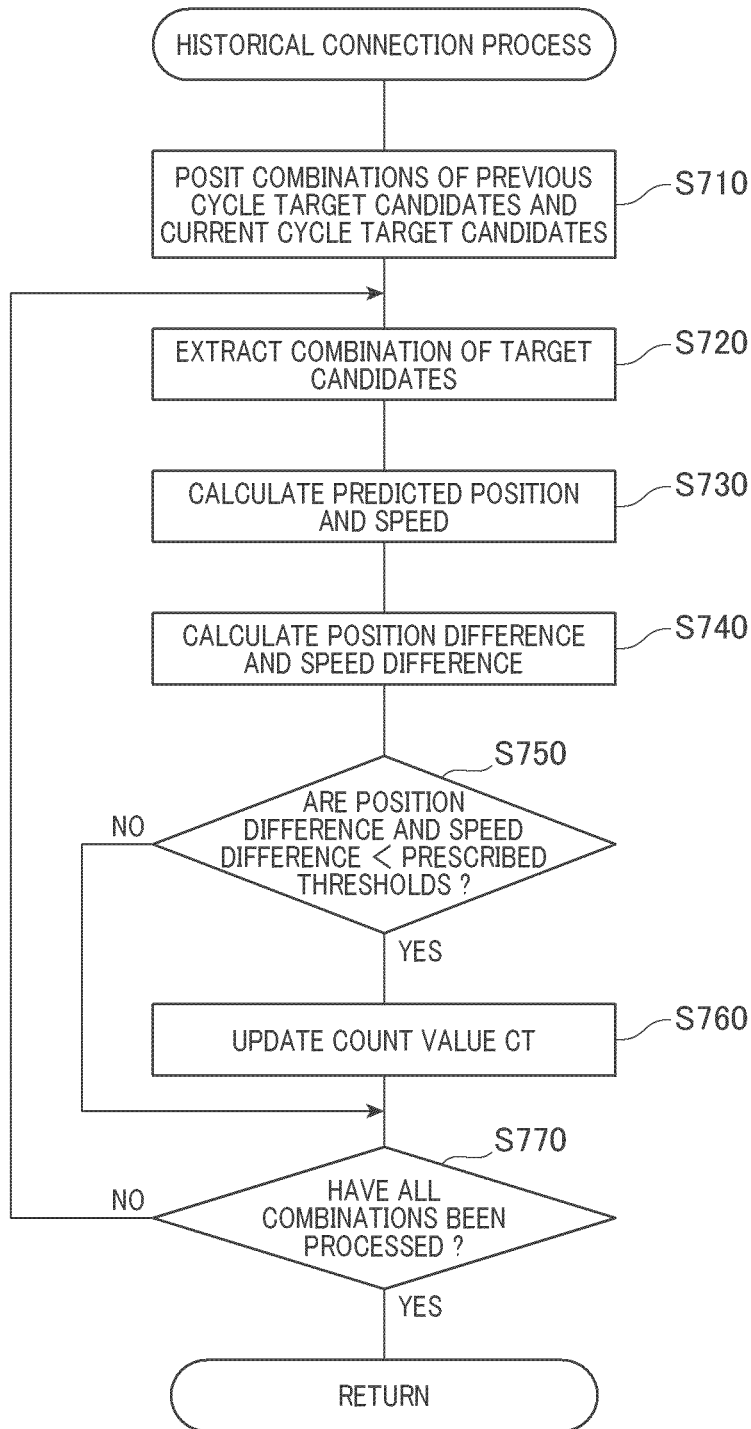 HISTORICAL CONNECTION PROCESS
POSIT COMBINATIONS OF PREVIOUS
CYCLE TARGET CANDIDATES AND
CURRENT CYCLE TARGET CANDIDATES
S710
EXTRACT COMBINATION OF TARGET
CANDIDATES
S720
CALCULATE PREDICTED POSITION
AND SPEED
S730
CALCULATE POSITION DIFFERENCE
AND SPEED DIFFERENCE
S740
S750
ARE POSITION
DIFFERENCE AND SPEED
DIFFERENCE < PRESCRIBED
THRESHOLDS ?
NO
YES
UPDATE COUNT VALUE CT
S760
S770
HAVE ALL
COMBINATIONS BEEN
PROCESSED ?
NO
YES
RETURN